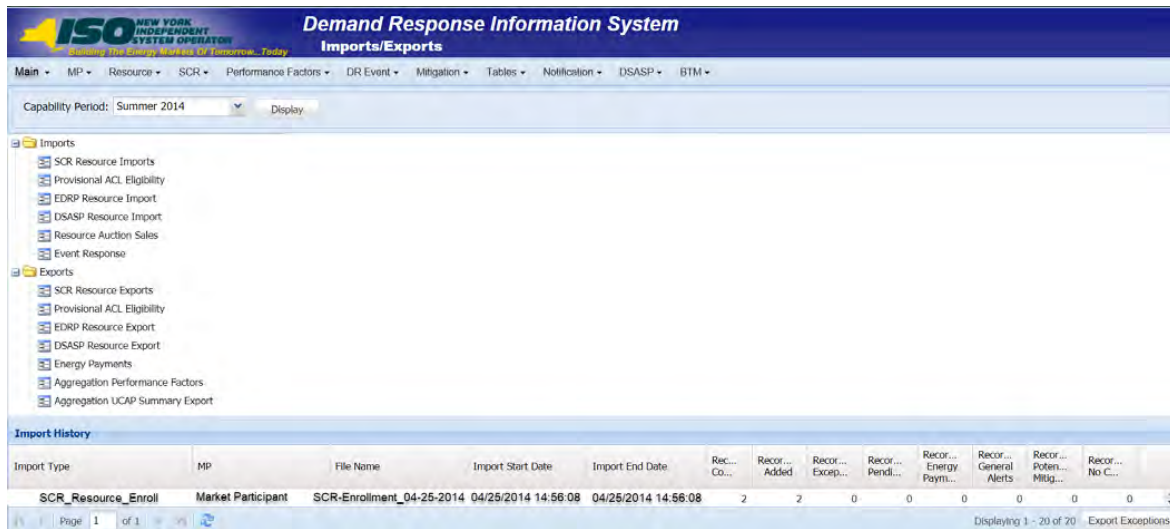 ISO NEW YORK INDEPENDENT SYSTEM OPERATOR
Building The Energy Markets Of Tomorrow...Today
Demand Response Information System
Imports/Exports
Main MP Resource SCR Performance Factors DR Event Mitigation Tables Notification DSASP BTM
Capability Period: Summer 2014 Display
Imports
SCR Resource Imports
Provisional ACL Eligibility
EDRP Resource Import
DSASP Resource Import
Resource Auction Sales
Event Response
Exports
SCR Resource Exports
Provisional ACL Eligibility
EDRP Resource Export
DSASP Resource Export
Energy Payments
Aggregation Performance Factors
Aggregation UCAP Summary Export
Import History
Import Type MP File Name Import Start Date Import End Date Rec... Co... Recor... Added Recor... Excep... Recor... Pendi... Recor... Energy Paym... Recor... General Alerts Recor... Poten... Mitig... Recor... No C...
SCR_Resource_Enroll Market Participant SCR-Enrollment_04-25-2014 04/25/2014 14:56:08 04/25/2014 14:56:08 2 2 0 0 0 0 0 0
Page 1 of 1 Displaying 1 - 20 of 20 Export Exceptions